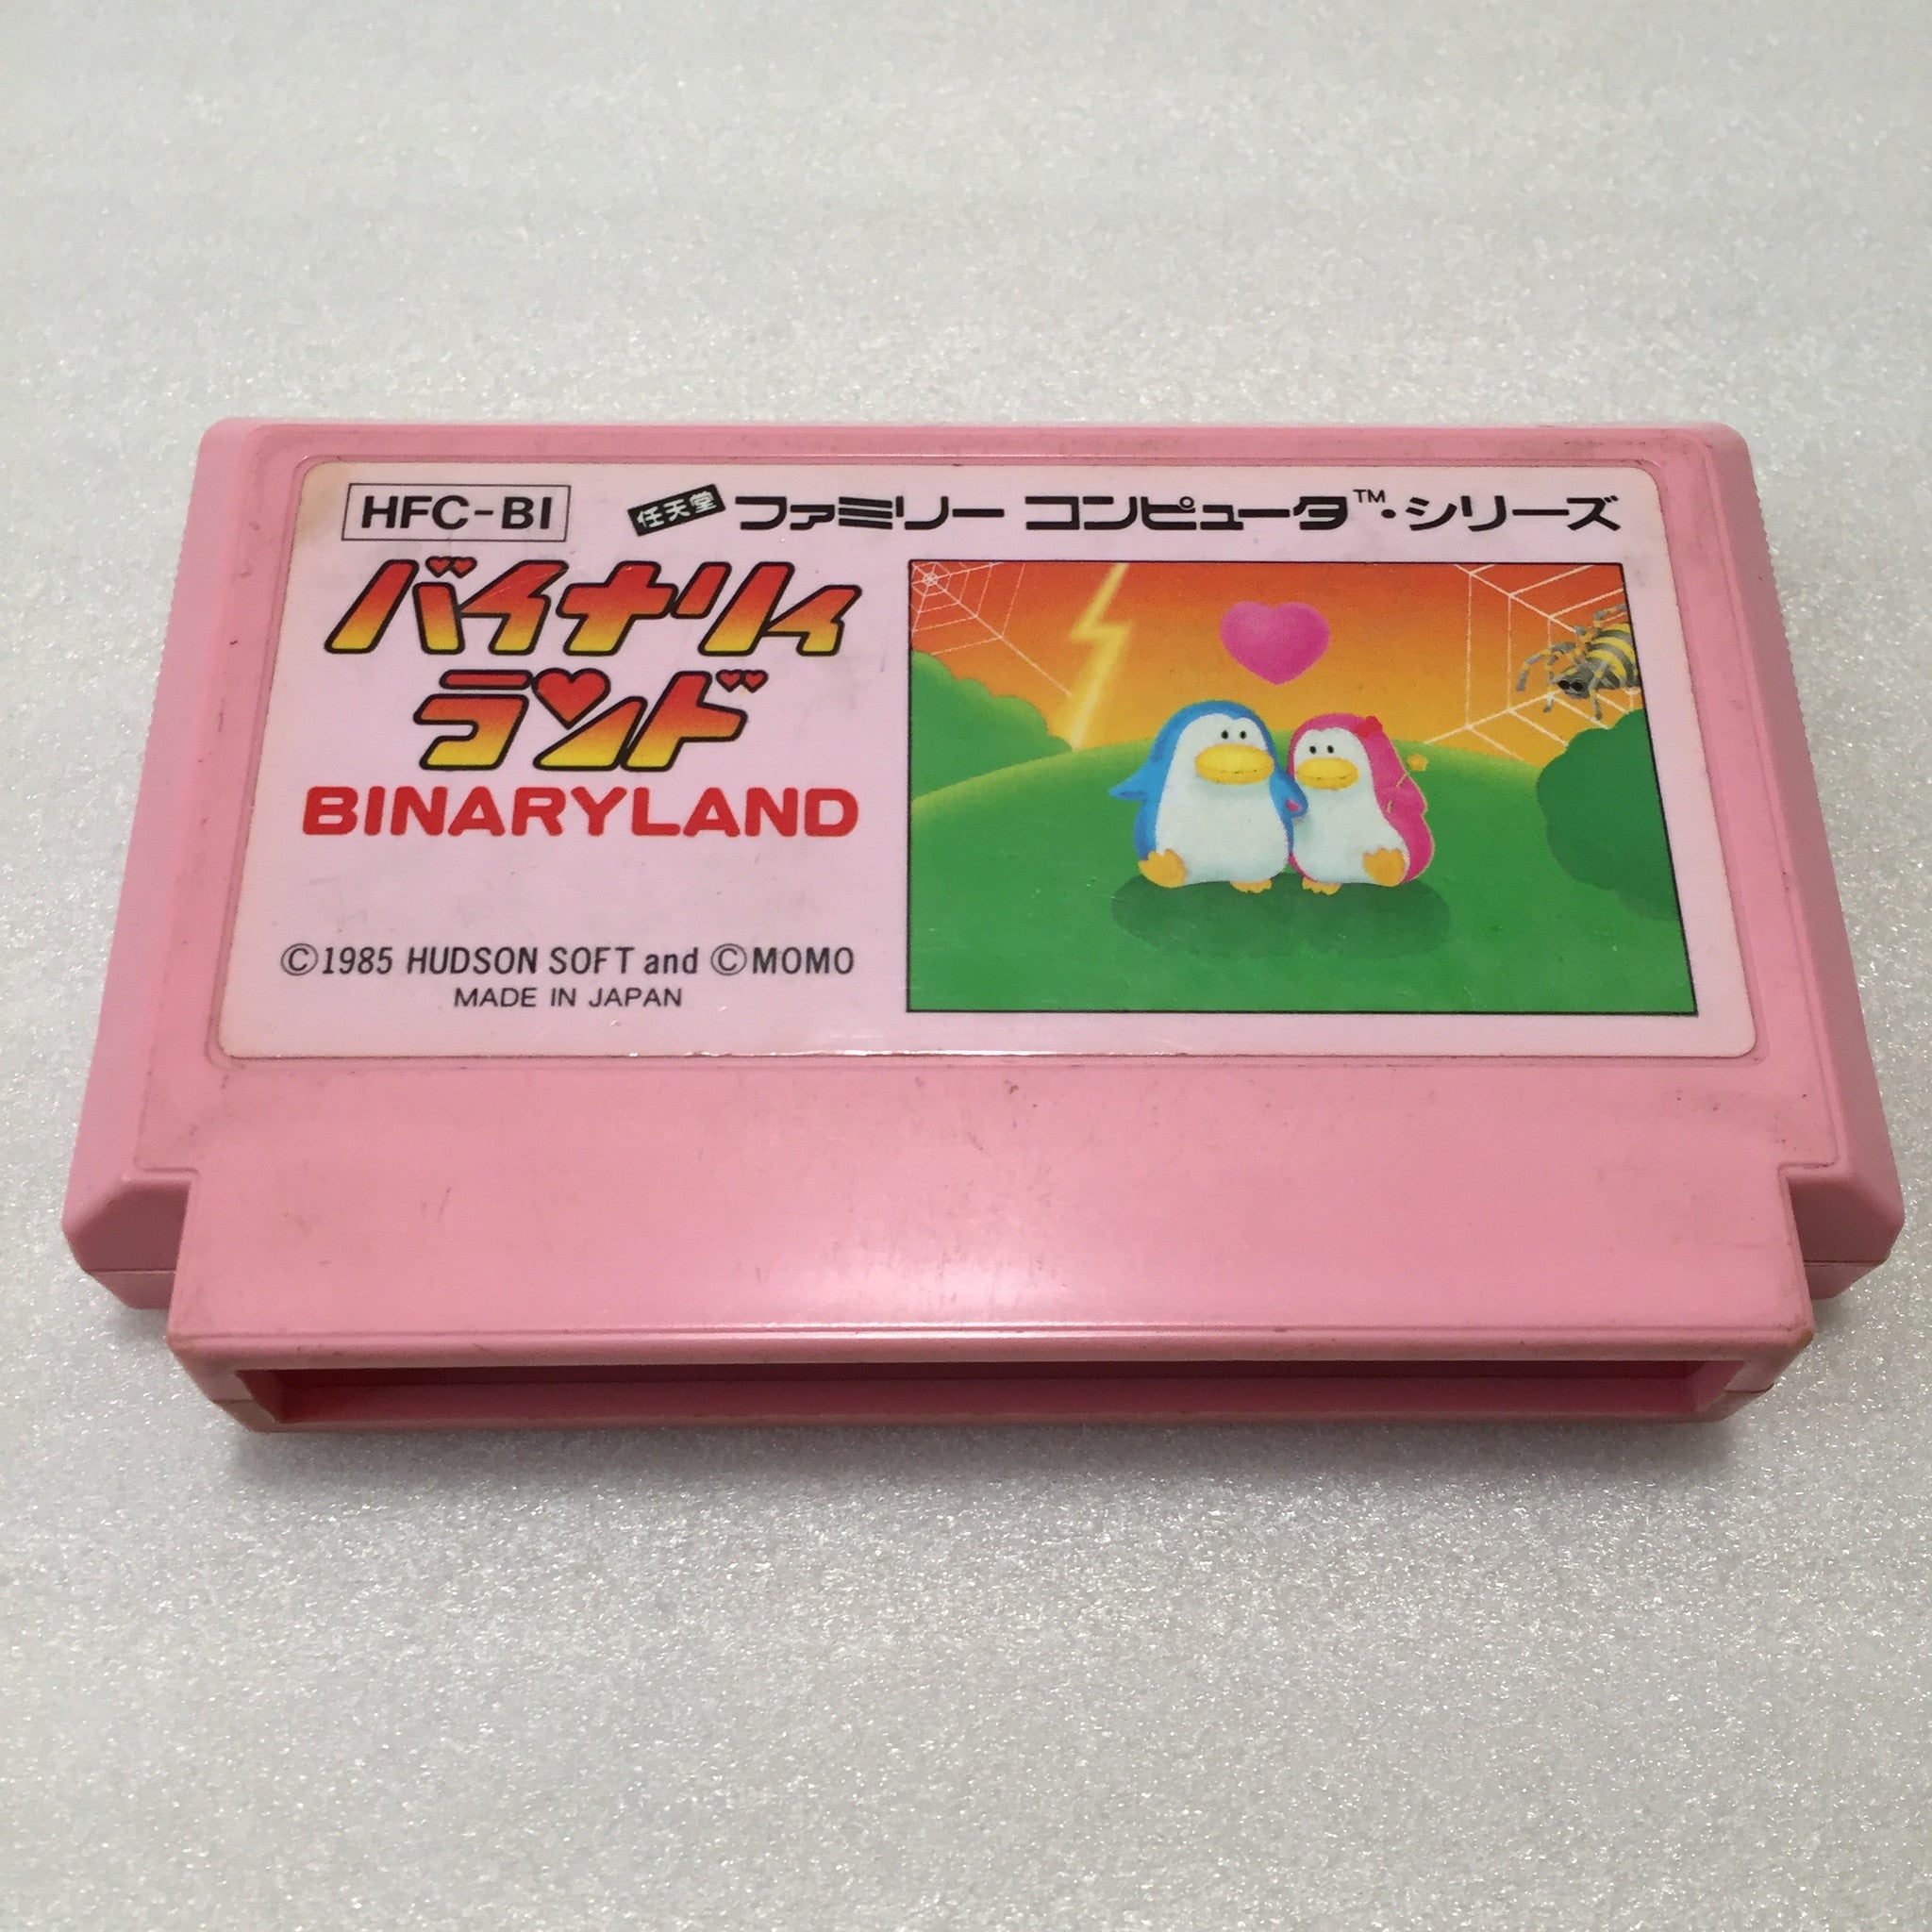 HFC-BI
任天堂 ファミリー コンピュータ™・シリーズ
バイナリィ
ランド
BINARYLAND
©1985 HUDSON SOFT and ©MOMO
MADE IN JAPAN